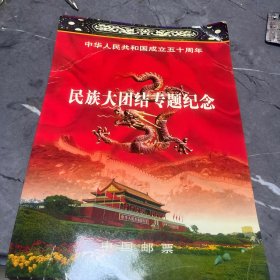 中华人民共和国成立五十周年
民族大团结专题纪念
中国邮票